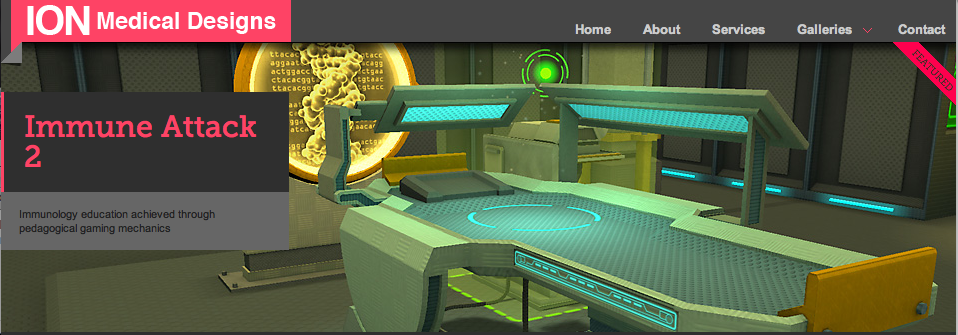 ION Medical Designs
Home About Services Galleries Contact
FEATURED
Immune Attack
2
Immunology education achieved through
pedagogical gaming mechanics